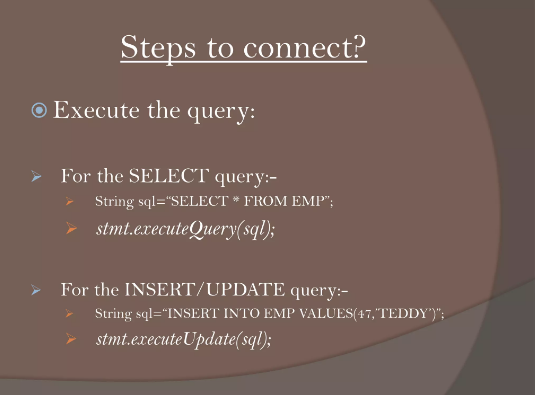 Steps to connect?
Execute the query:
For the SELECT query:-
String sql=“SELECT * FROM EMP”;
stmt.executeQuery(sql);
For the INSERT/UPDATE query:-
String sql=“INSERT INTO EMP VALUES(47,’TEDDY’)”;
stmt.executeUpdate(sql);